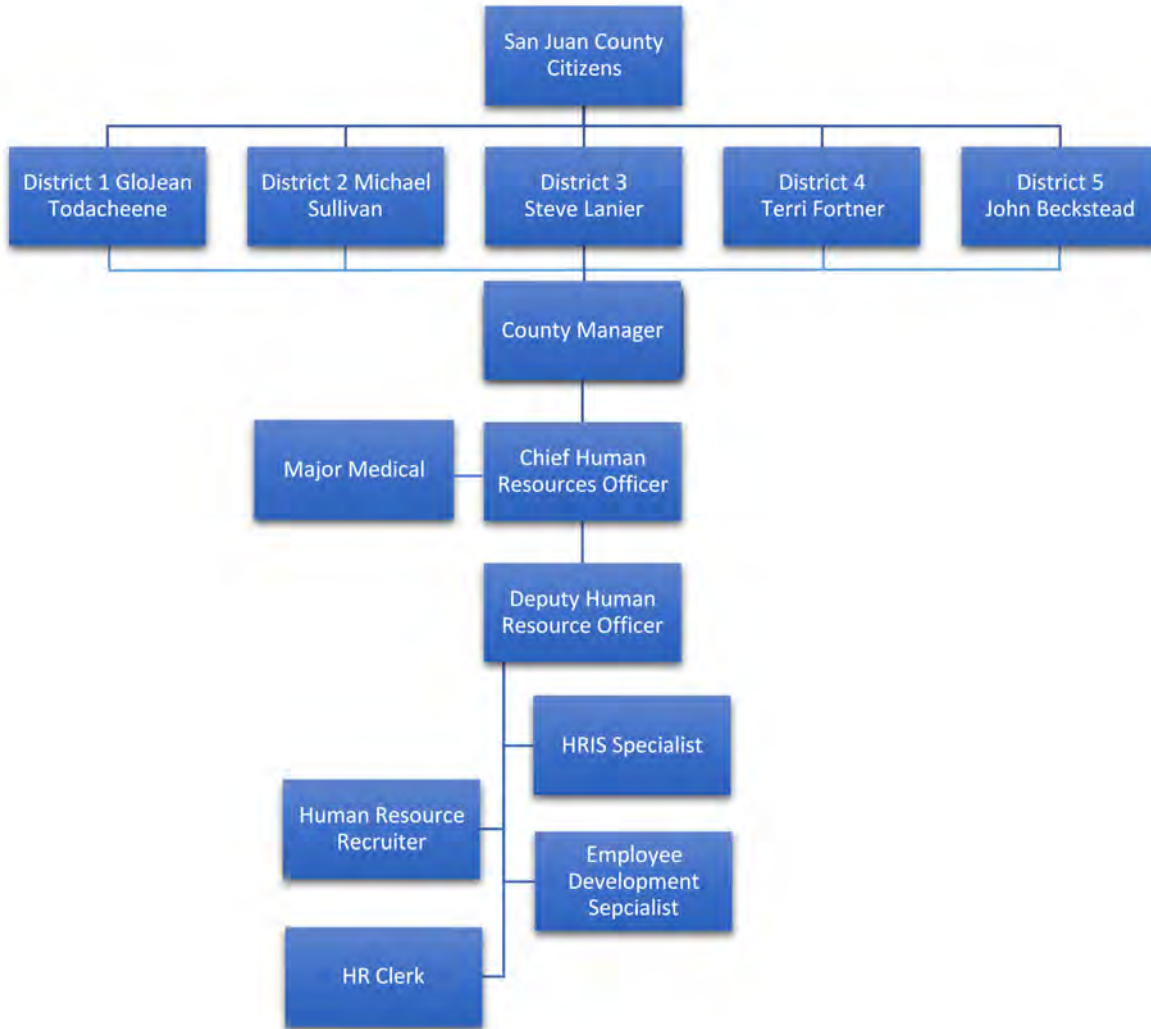 San Juan County
Citizens
District 1 GloJean
Todacheene
District 2 Michael
Sullivan
District 3
Steve Lanier
District 4
Terri Fortner
District 5
John Beckstead
County Manager
Major Medical
Chief Human
Resources Officer
Deputy Human
Resource Officer
HRIS Specialist
Human Resource
Recruiter
Employee
Development
Sepcialist
HR Clerk